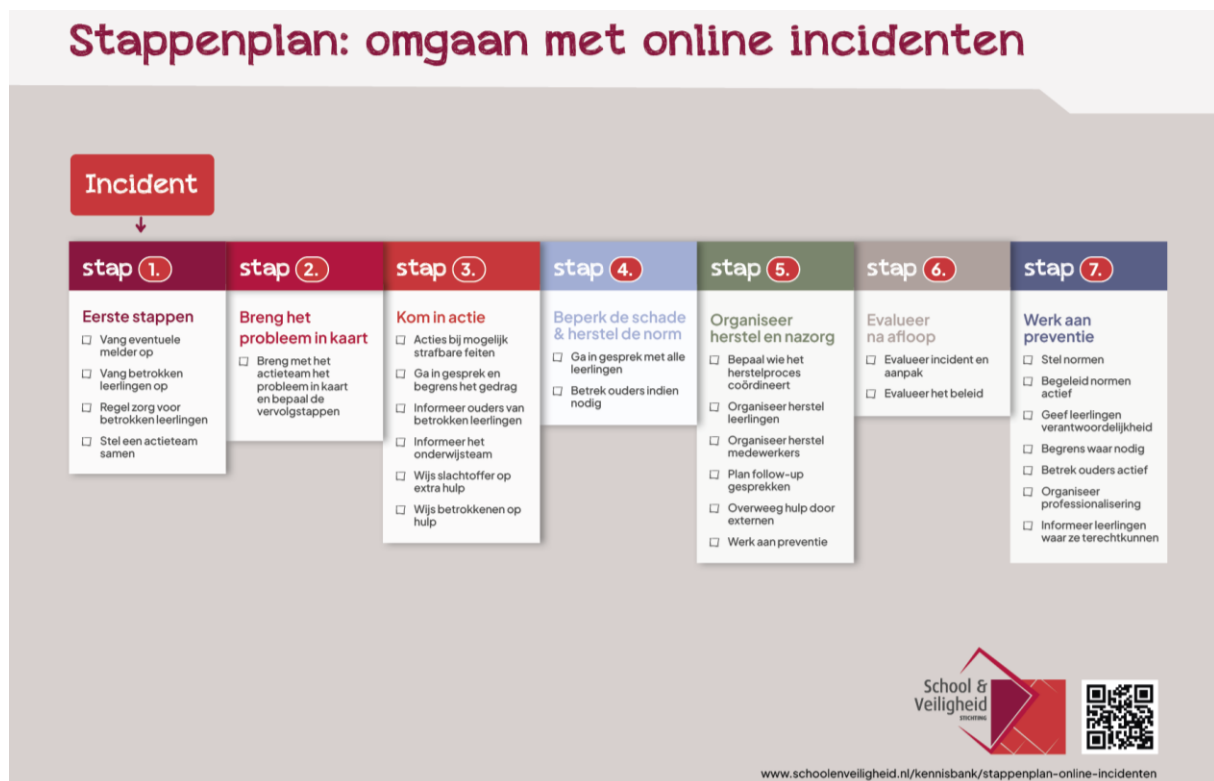 Stappenplan: omgaan met online incidenten
Incident
stap 1.
Eerste stappen
Vang eventuele
melder op
Vang betrokken
leerlingen op
Regel zorg voor
betrokken leerlingen
Stel een actieteam
samen
stap 2.
Breng het
probleem in kaart
Breng met het
actieteam het
probleem in kaart
en bepaal de
vervolgstappen
stap 3.
Kom in actie
Acties bij mogelijk
strafbare feiten
Ga in gesprek en
begrens het gedrag
Informeer ouders van
betrokken leerlingen
Informeer het
onderwijsteam
Wijs slachtoffer op
extra hulp
Wijs betrokkenen op
hulp
stap 4.
Beperk de schade
& herstel de norm
Ga in gesprek met alle
leerlingen
Betrek ouders indien
nodig
stap 5.
Organiseer
herstel en nazorg
Bepaal wie het
herstelproces
coördineert
Organiseer herstel
leerlingen
Organiseer herstel
medewerkers
Plan follow-up
gesprekken
Overweeg hulp door
externen
Werk aan preventie
stap 6.
Evalueer
na afloop
Evalueer incident en
aanpak
Evalueer het beleid
stap 7.
Werk aan
preventie
Stel normen
Begeleid normen
actief
Geef leerlingen
verantwoordelijkheid
Begrens waar nodig
Betrek ouders actief
Organiseer
professionalisering
Informeer leerlingen
waar ze terechtkunnen
School &
Veiligheid
STICHTING
www.schoolenveiligheid.nl/kennisbank/stappenplan-online-incidenten